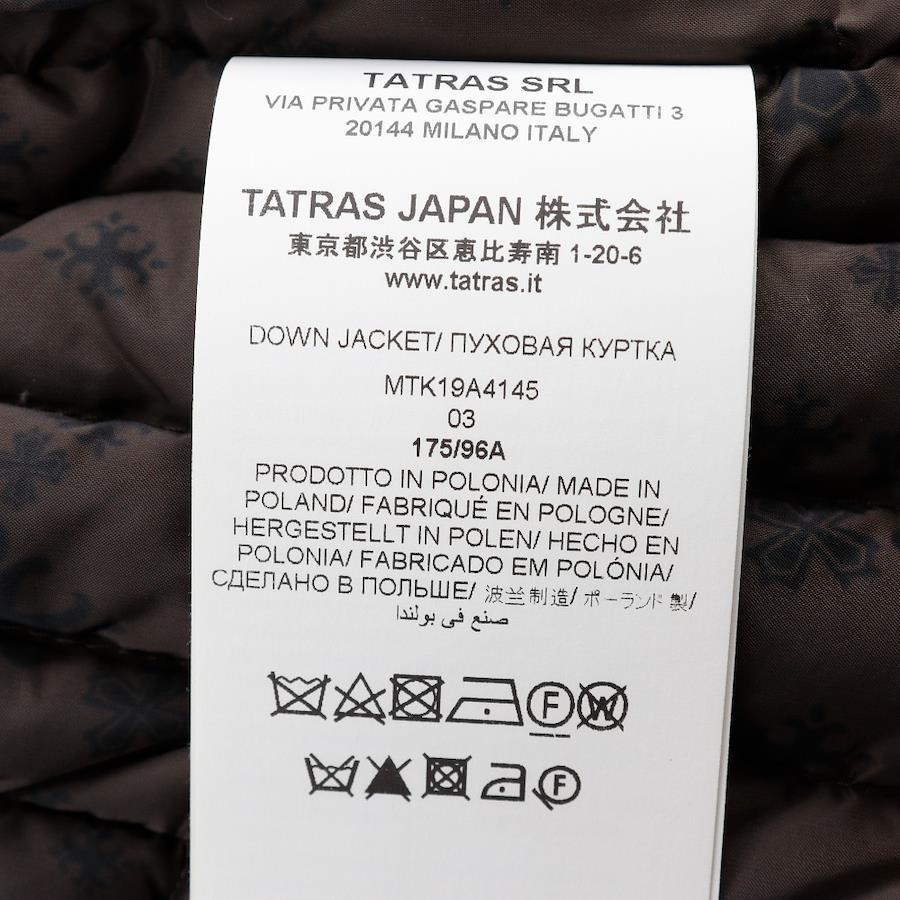 TATRAS SRL
VIA PRIVATA GASPARE BUGATTI 3
20144 MILANO ITALY
TATRAS JAPAN 株式会社
東京都渋谷区恵比寿南 1-20-6
www.tatras.it
DOWN JACKET/ ПУХОВАЯ КУРТКА
MTK19A4145
03
175/96A
PRODOTTO IN POLONIA/ MADE IN
POLAND/ FABRIQUÉ EN POLOGNE/
HERGESTELLT IN POLEN/ HECHO EN
POLONIA/ FABRICADO EM POLÓNIA/
СДЕЛАНО В ПОЛЬШЕ/ 波兰制造/ ポーランド製/
صنع في بولندا
F W
F